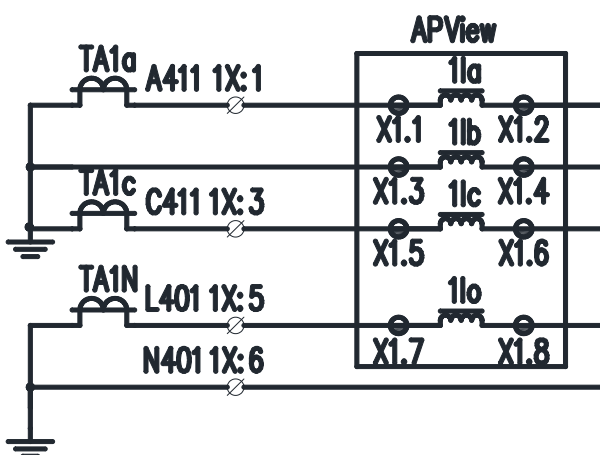 APView
TA1a
A411 1X:1
1Ia
X1.1
X1.2
1Ib
TA1c
C411 1X:3
X1.3
X1.4
1Ic
X1.5
X1.6
TA1N
L401 1X:5
1Io
N401 1X:6
X1.7
X1.8